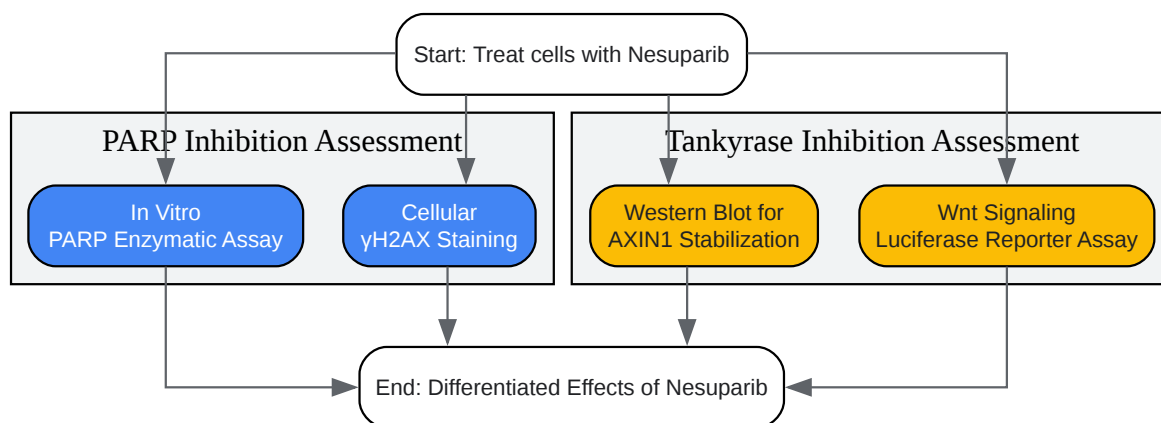 Start: Treat cells with Nesuparib
PARP Inhibition Assessment
Tankyrase Inhibition Assessment
In Vitro
PARP Enzymatic Assay
Cellular
γH2AX Staining
Western Blot for
AXIN1 Stabilization
Wnt Signaling
Luciferase Reporter Assay
End: Differentiated Effects of Nesuparib